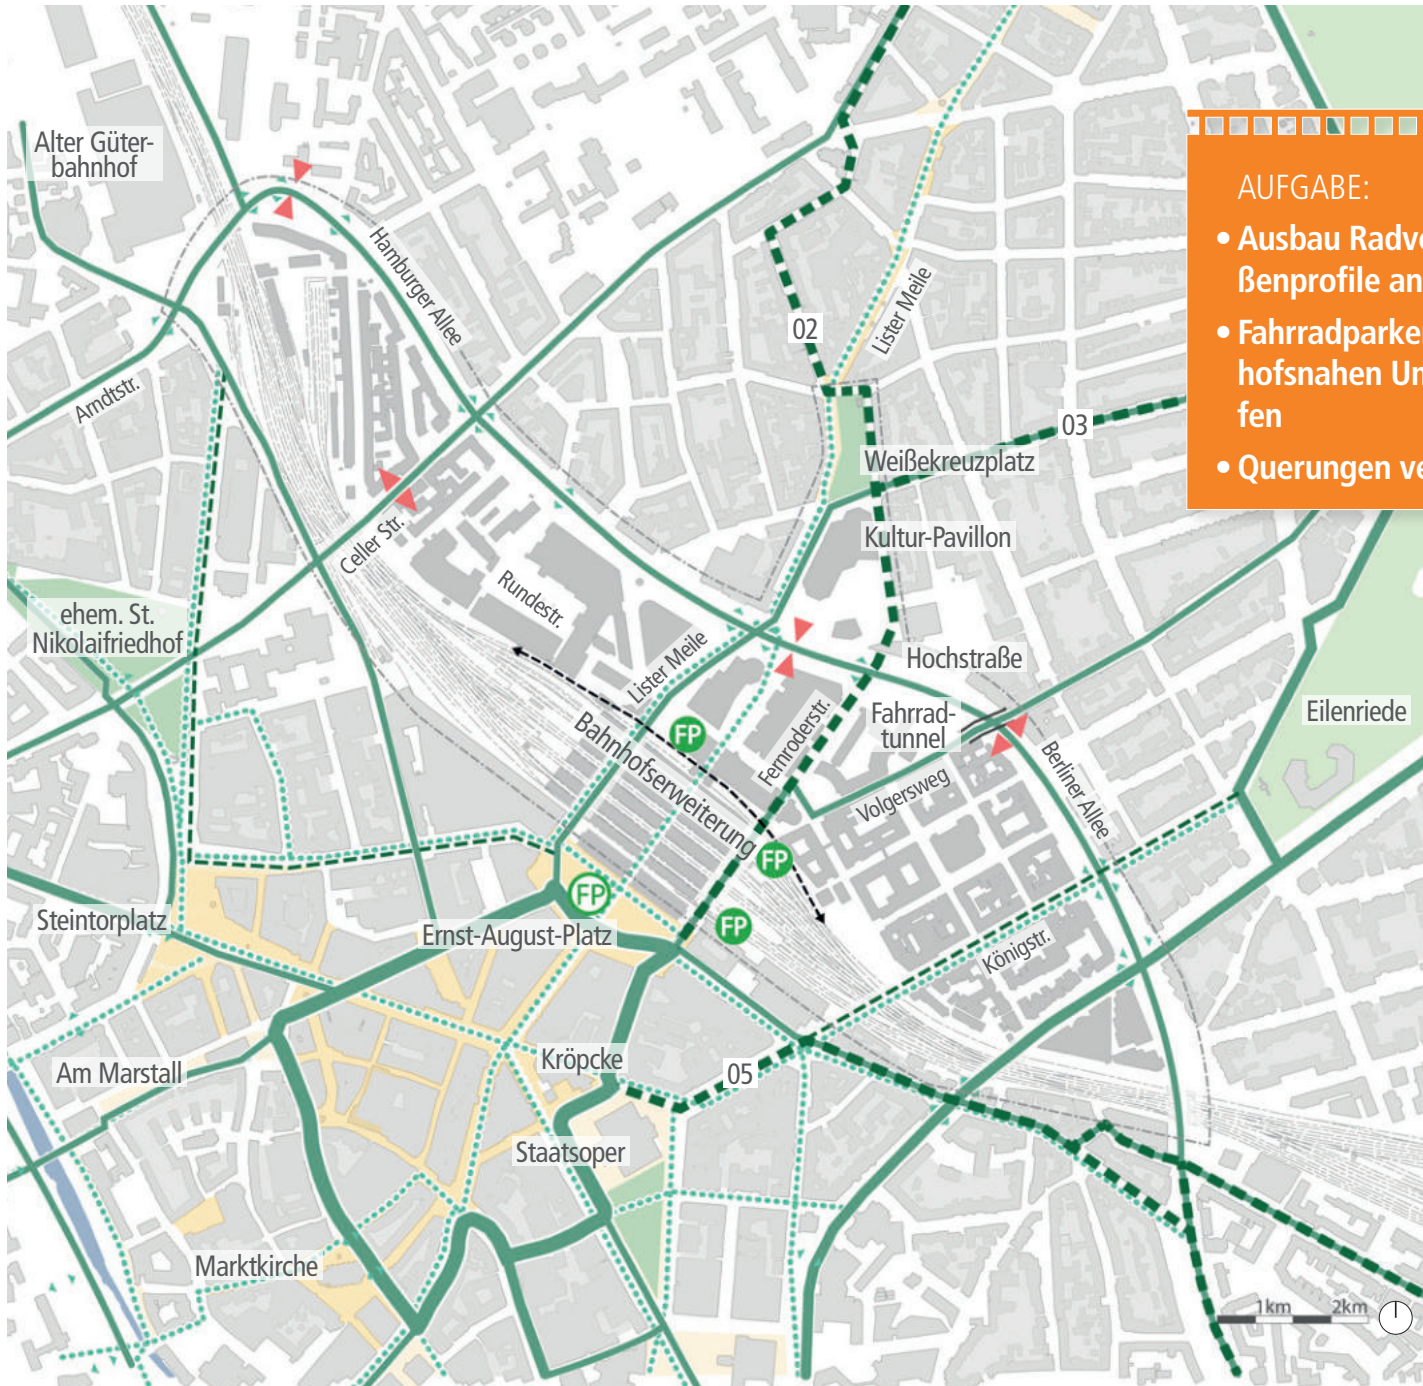 Alter Güter-
bahnhof
Hamburger Allee
Arndtstr.
02
Lister Meile
03
AUFGABE:
• Ausbau Radve
ßenprofile an
• Fahrradparke
hofsnahen Un
fen
• Querungen ve
Weißekreuzplatz
Kultur-Pavillon
Celler Str.
Rundestr.
ehem. St.
Nikolaifriedhof
Lister Meile
Hochstraße
Fahrrad-
tunnel
Eilenriede
FP
Bahnhofserweiterung
Fernroderstr.
Volgersweg
Berliner Allee
FP
FP
FP
Steintorplatz
Ernst-August-Platz
Königstr.
Kröpcke
05
Am Marstall
Staatsoper
Marktkirche
1km 2km